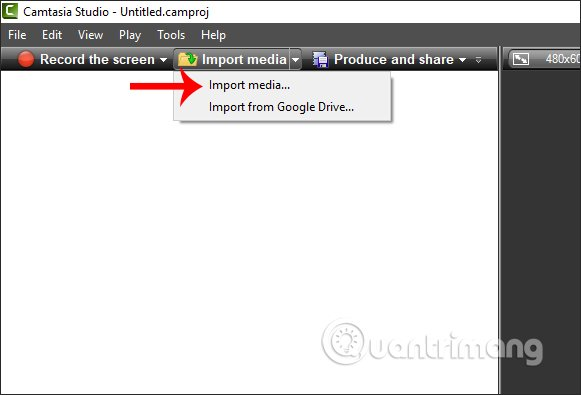 Camtasia Studio - Untitled.camproj
File Edit View Play Tools Help
Record the screen Import media Produce and share 480x60
Import media...
Import from Google Drive...
Quantrimang